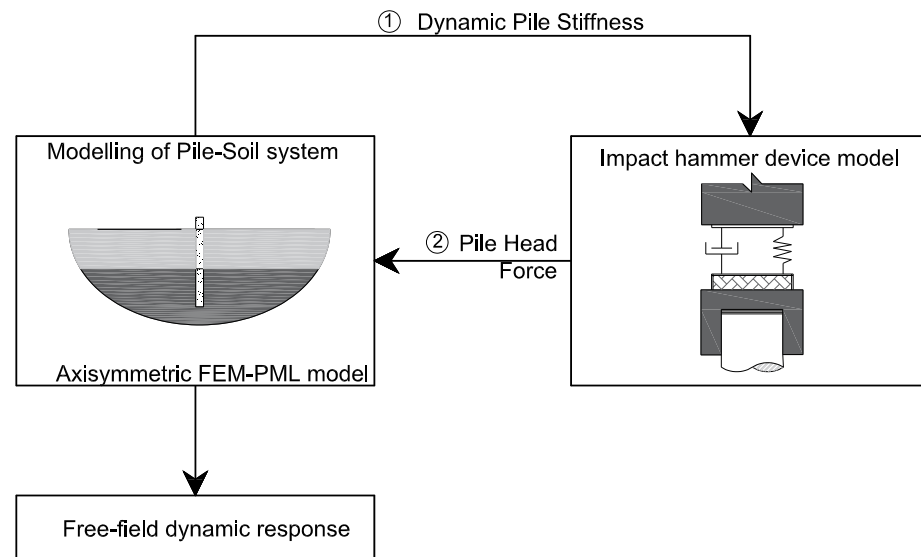 ① Dynamic Pile Stiffness
Modelling of Pile-Soil system
Impact hammer device model
② Pile Head
Force
Axisymmetric FEM-PML model
Free-field dynamic response